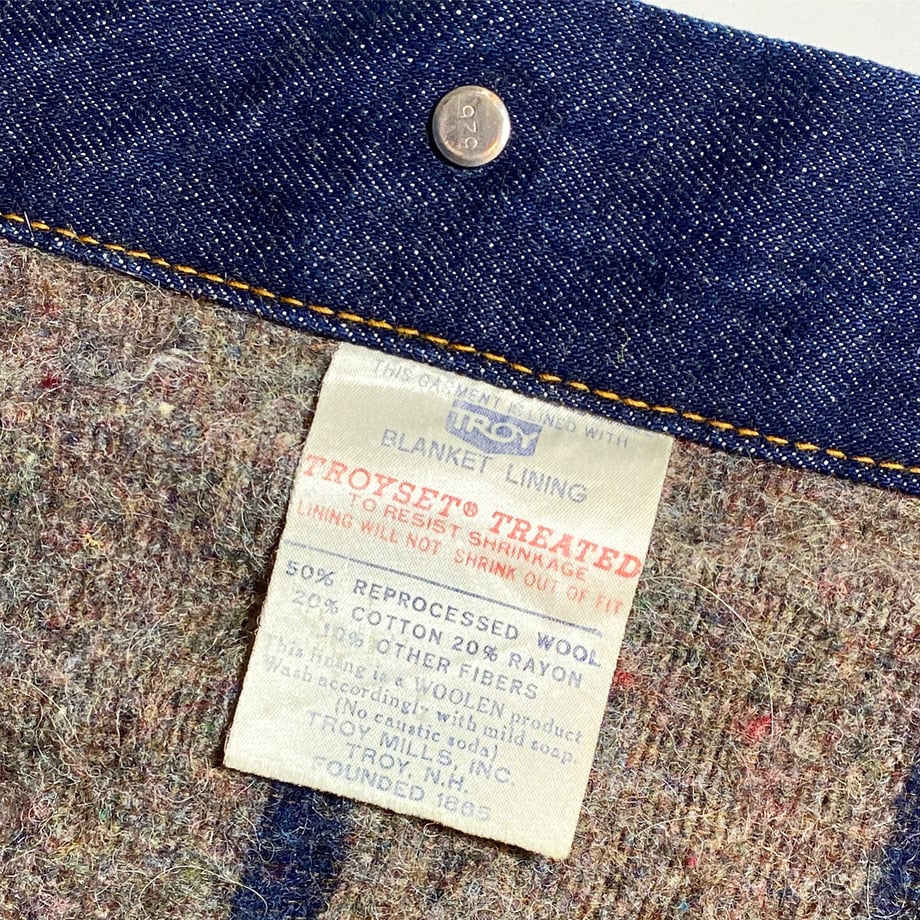 626
THIS GARMENT IS LINED WITH
TROY
BLANKET LINING
TROYSET® TREATED
TO RESIST SHRINKAGE
LINING WILL NOT SHRINK OUT OF FIT
50% REPROCESSED WOOL
20% COTTON 20% RAYON
10% OTHER FIBERS
This lining is a WOOLEN product
Wash accordingly with mild soap.
(No caustic soda)
TROY MILLS, INC.
TROY, N.H.
FOUNDED 1865